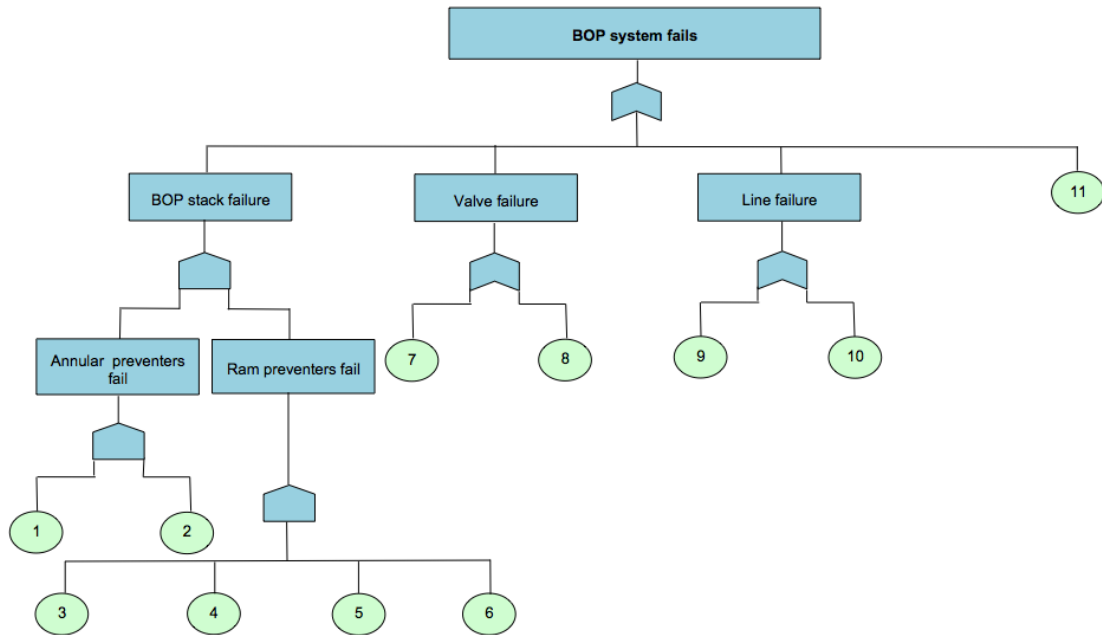 BOP system fails
BOP stack failure
Valve failure
Line failure
11
Annular preventers
fail
Ram preventers fail
7
8
9
10
1
2
3
4
5
6